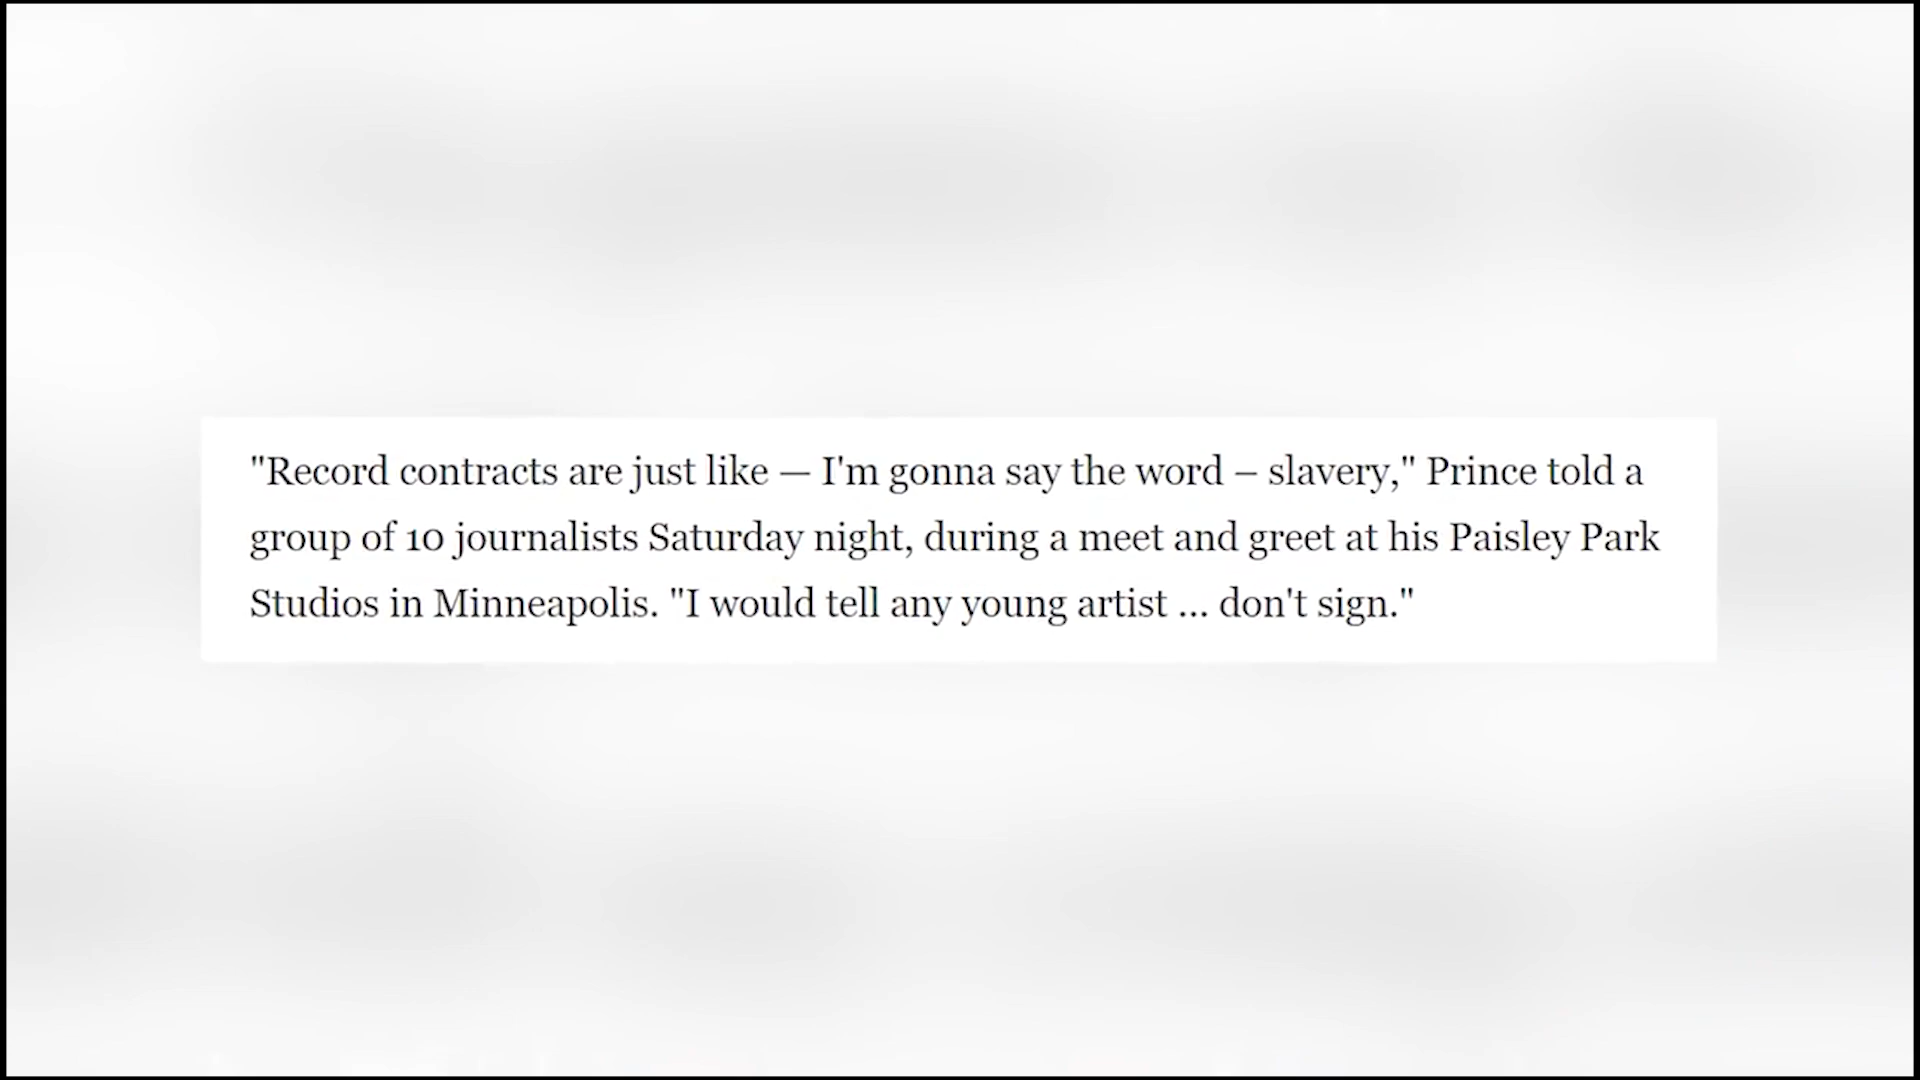 "Record contracts are just like — I'm gonna say the word – slavery," Prince told a
group of 10 journalists Saturday night, during a meet and greet at his Paisley Park
Studios in Minneapolis. "I would tell any young artist ... don't sign."